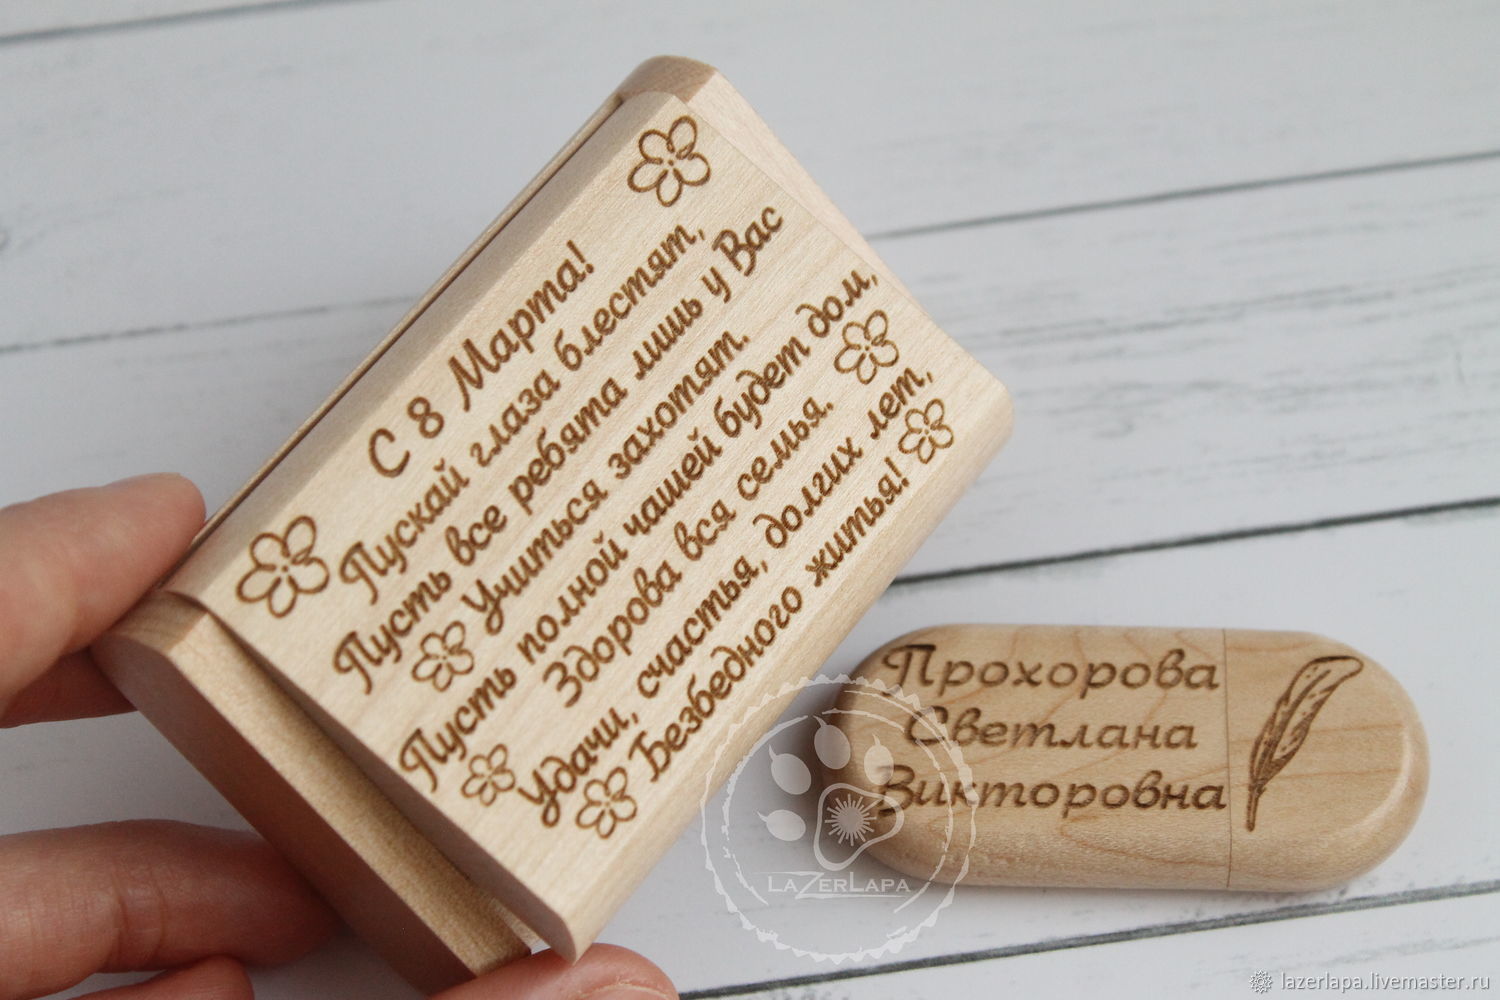 С 8 Марта!
Пускай глаза блестят,
Пусть все ребята лишь у Вас
Учиться захотят.
Пусть полной чашей будет дом,
Здорова вся семья.
Удачи, счастья, долгих лет,
Безбедного житья!
Прохорова
Светлана
Викторовна
LAZERLAPA
lazerlapa.livemaster.ru